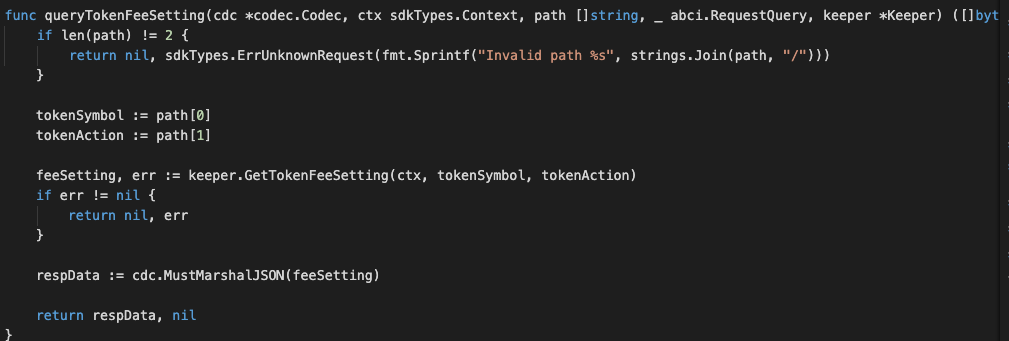 func queryTokenFeeSetting(cdc *codec.Codec, ctx sdkTypes.Context, path []string, _ abci.RequestQuery, keeper *Keeper) ([]byt
    if len(path) != 2 {
        return nil, sdkTypes.ErrUnknownRequest(fmt.Sprintf("Invalid path %s", strings.Join(path, "/")))
    }

    tokenSymbol := path[0]
    tokenAction := path[1]

    feeSetting, err := keeper.GetTokenFeeSetting(ctx, tokenSymbol, tokenAction)
    if err != nil {
        return nil, err
    }

    respData := cdc.MustMarshalJSON(feeSetting)

    return respData, nil
}